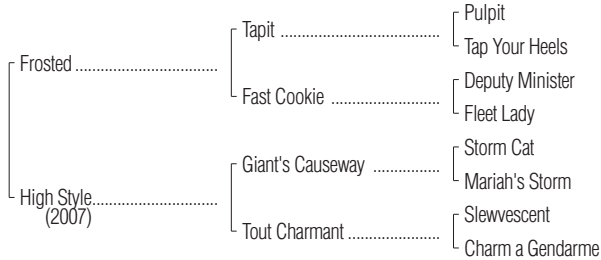 Pulpit
Tapit ........................................
Tap Your Heels
Frosted ....................................
Deputy Minister
Fast Cookie ...........................
Fleet Lady
Storm Cat
Giant's Causeway .................
Mariah's Storm
High Style................................
(2007)
Slewvescent
Tout Charmant .......................
Charm a Gendarme